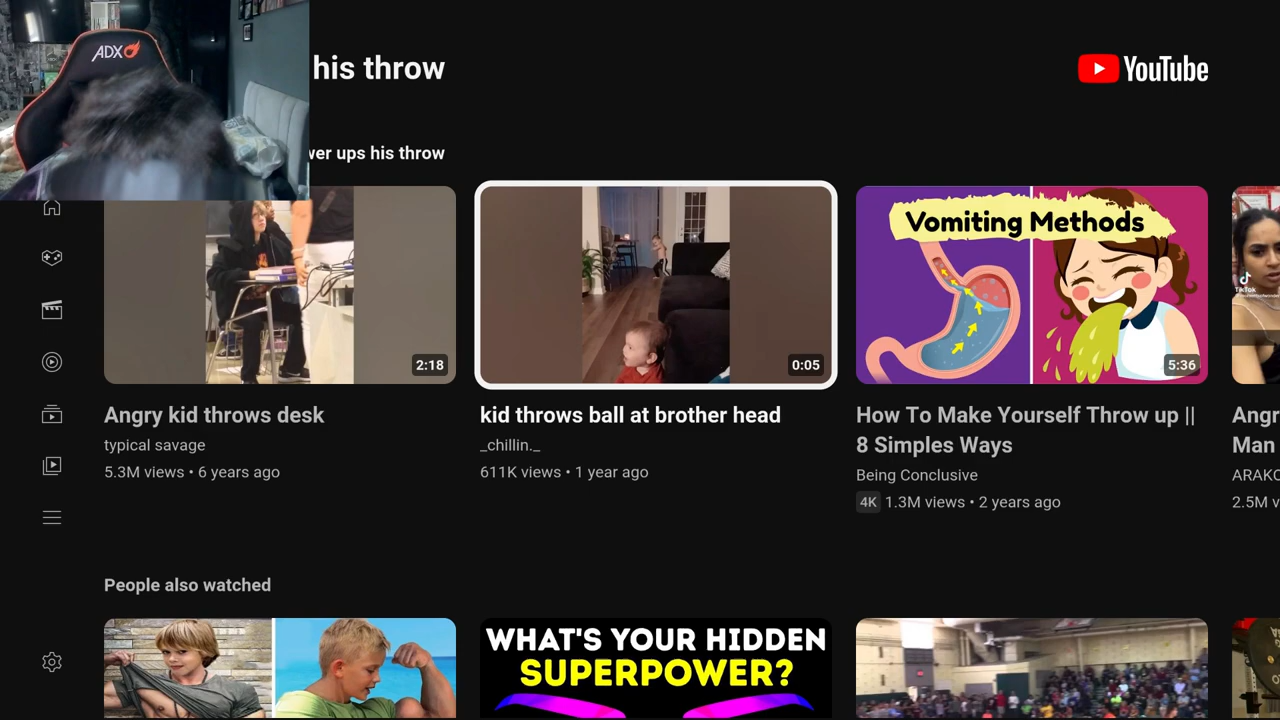 ADX
his throw
YouTube
ver ups his throw
2:18
0:05
Vomiting Methods
5:36
TikTok
Angry kid throws desk
typical savage
5.3M views • 6 years ago
kid throws ball at brother head
_chillin._
611K views • 1 year ago
How To Make Yourself Throw up ||
8 Simples Ways
Being Conclusive
4K 1.3M views • 2 years ago
Angr
Man
ARAKO
2.5M v
People also watched
WHAT'S YOUR HIDDEN
SUPERPOWER?